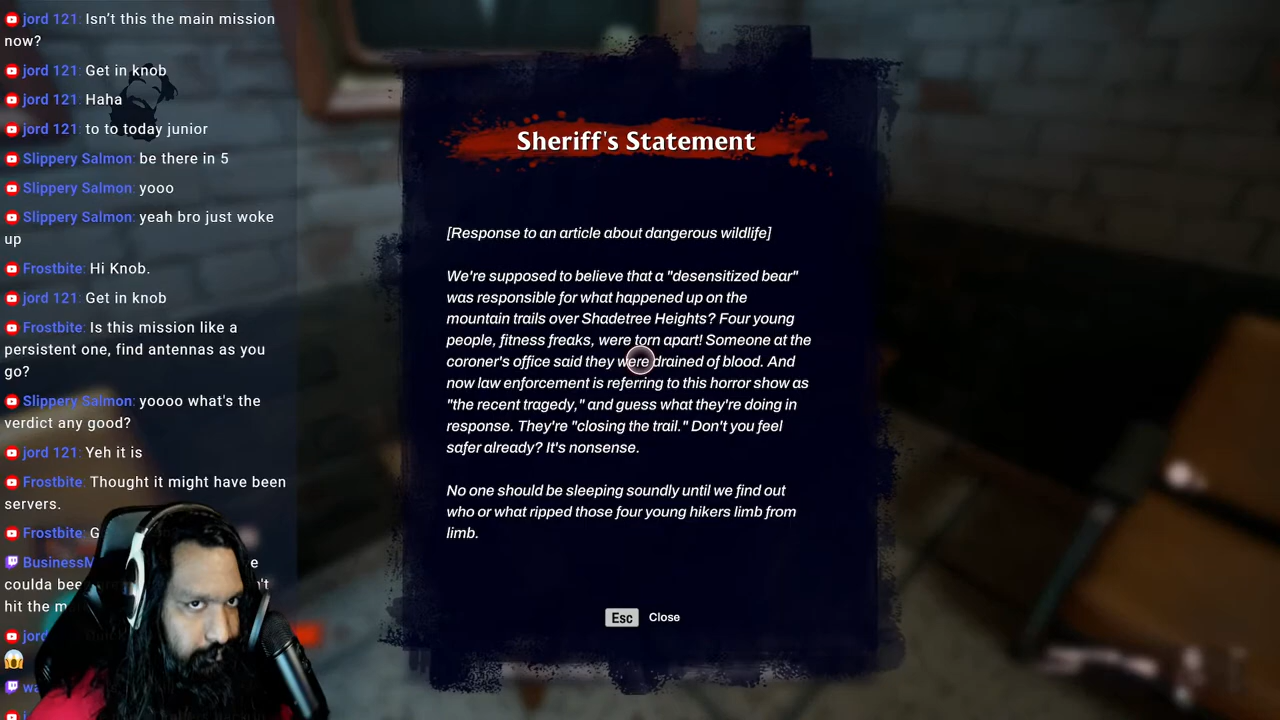 jord 121: Isn't this the main mission
now?
jord 121: Get in knob
jord 121: Haha
jord 121: to to today junior
Slippery Salmon: be there in 5
Slippery Salmon: yooo
Slippery Salmon: yeah bro just woke
up
Frostbite: Hi Knob.
jord 121: Get in knob
Frostbite: Is this mission like a
persistent one, find antennas as you
go?
Slippery Salmon: yoooo what's the
verdict any good?
jord 121: Yeh it is
Frostbite: Thought it might have been
servers.
Frostbite:
coulda
hit the
Sheriff's Statement
[Response to an article about dangerous wildlife]
We're supposed to believe that a "desensitized bear"
was responsible for what happened up on the
mountain trails over Shadetree Heights? Four young
people, fitness freaks, were torn apart! Someone at the
coroner's office said they were drained of blood. And
now law enforcement is referring to this horror show as
"the recent tragedy," and guess what they're doing in
response. They're "closing the trail." Don't you feel
safer already? It's nonsense.
No one should be sleeping soundly until we find out
who or what ripped those four young hikers limb from
limb.
Esc Close